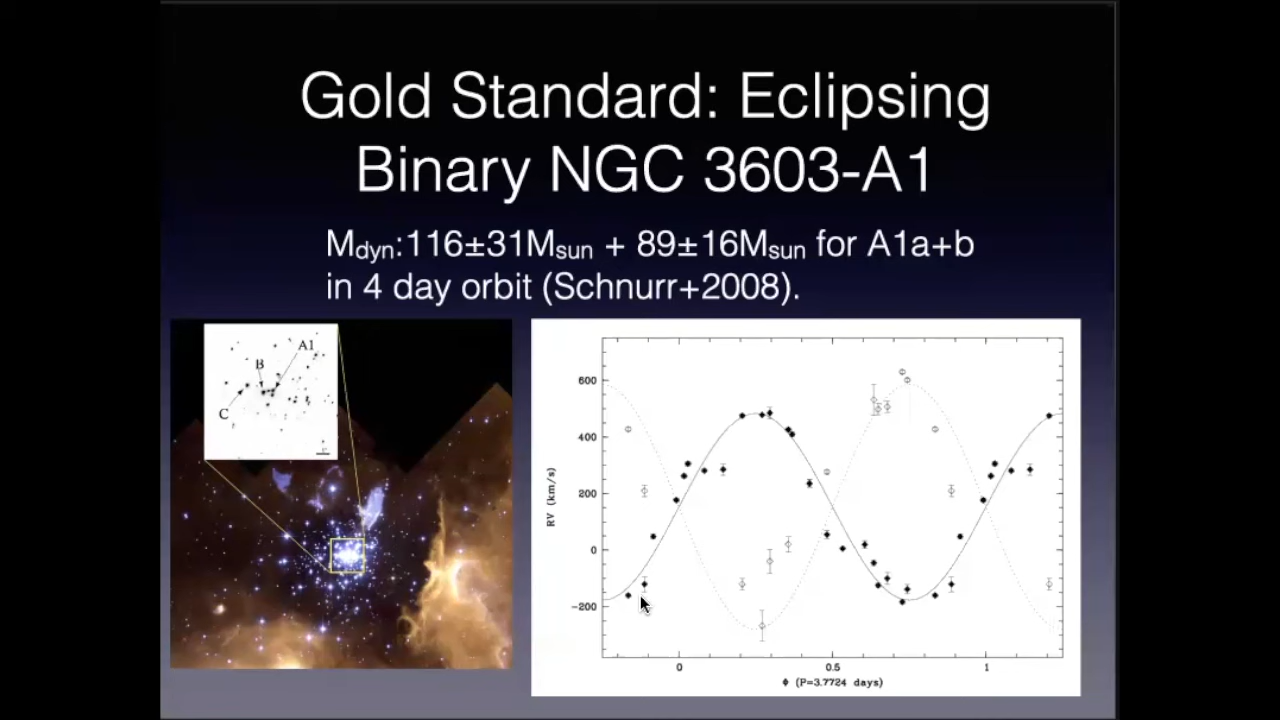 Gold Standard: Eclipsing
Binary NGC 3603-A1
Mdyn:116±31Msun + 89±16Msun for A1a+b
in 4 day orbit (Schnurr+2008).
A1
B
C
600
400
200
0
-200
RV (km/s)
0 0.5 1
Φ (P=3.7724 days)